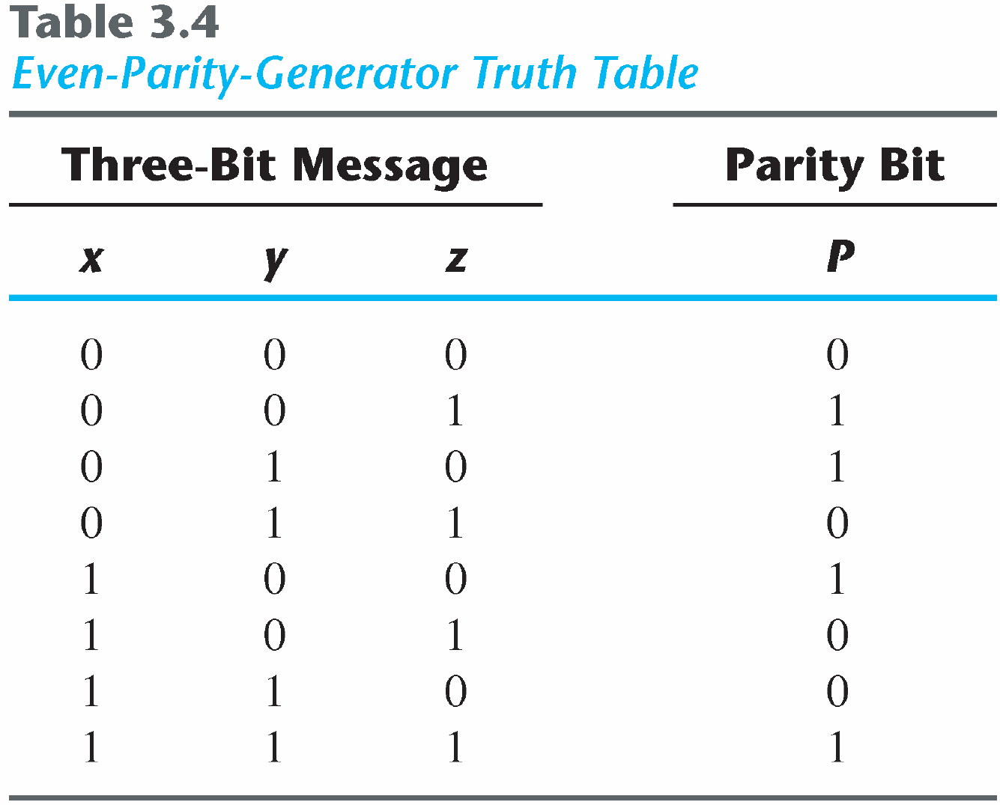 Table 3.4
Even-Parity-Generator Truth Table
Three-Bit Message Parity Bit
x y z P
0 0 0 0
0 0 1 1
0 1 0 1
0 1 1 0
1 0 0 1
1 0 1 0
1 1 0 0
1 1 1 1